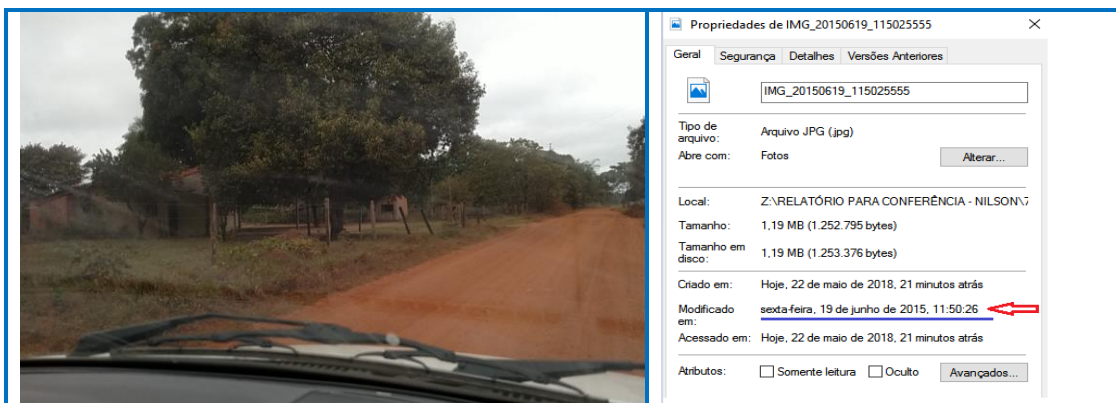 Propriedades de IMG_20150619_115025555
Geral Segurança Detalhes Versões Anteriores
IMG_20150619_115025555
Tipo de arquivo: Arquivo JPG (.jpg)
Abre com: Fotos Alterar...
Local: Z:\RELATÓRIO PARA CONFERÊNCIA - NILSON\7
Tamanho: 1,19 MB (1.252.795 bytes)
Tamanho em disco: 1,19 MB (1.253.376 bytes)
Criado em: Hoje, 22 de maio de 2018, 21 minutos atrás
Modificado em: sexta-feira, 19 de junho de 2015, 11:50:26
Acessado em: Hoje, 22 de maio de 2018, 21 minutos atrás
Atributos: Somente leitura Oculto Avançados...